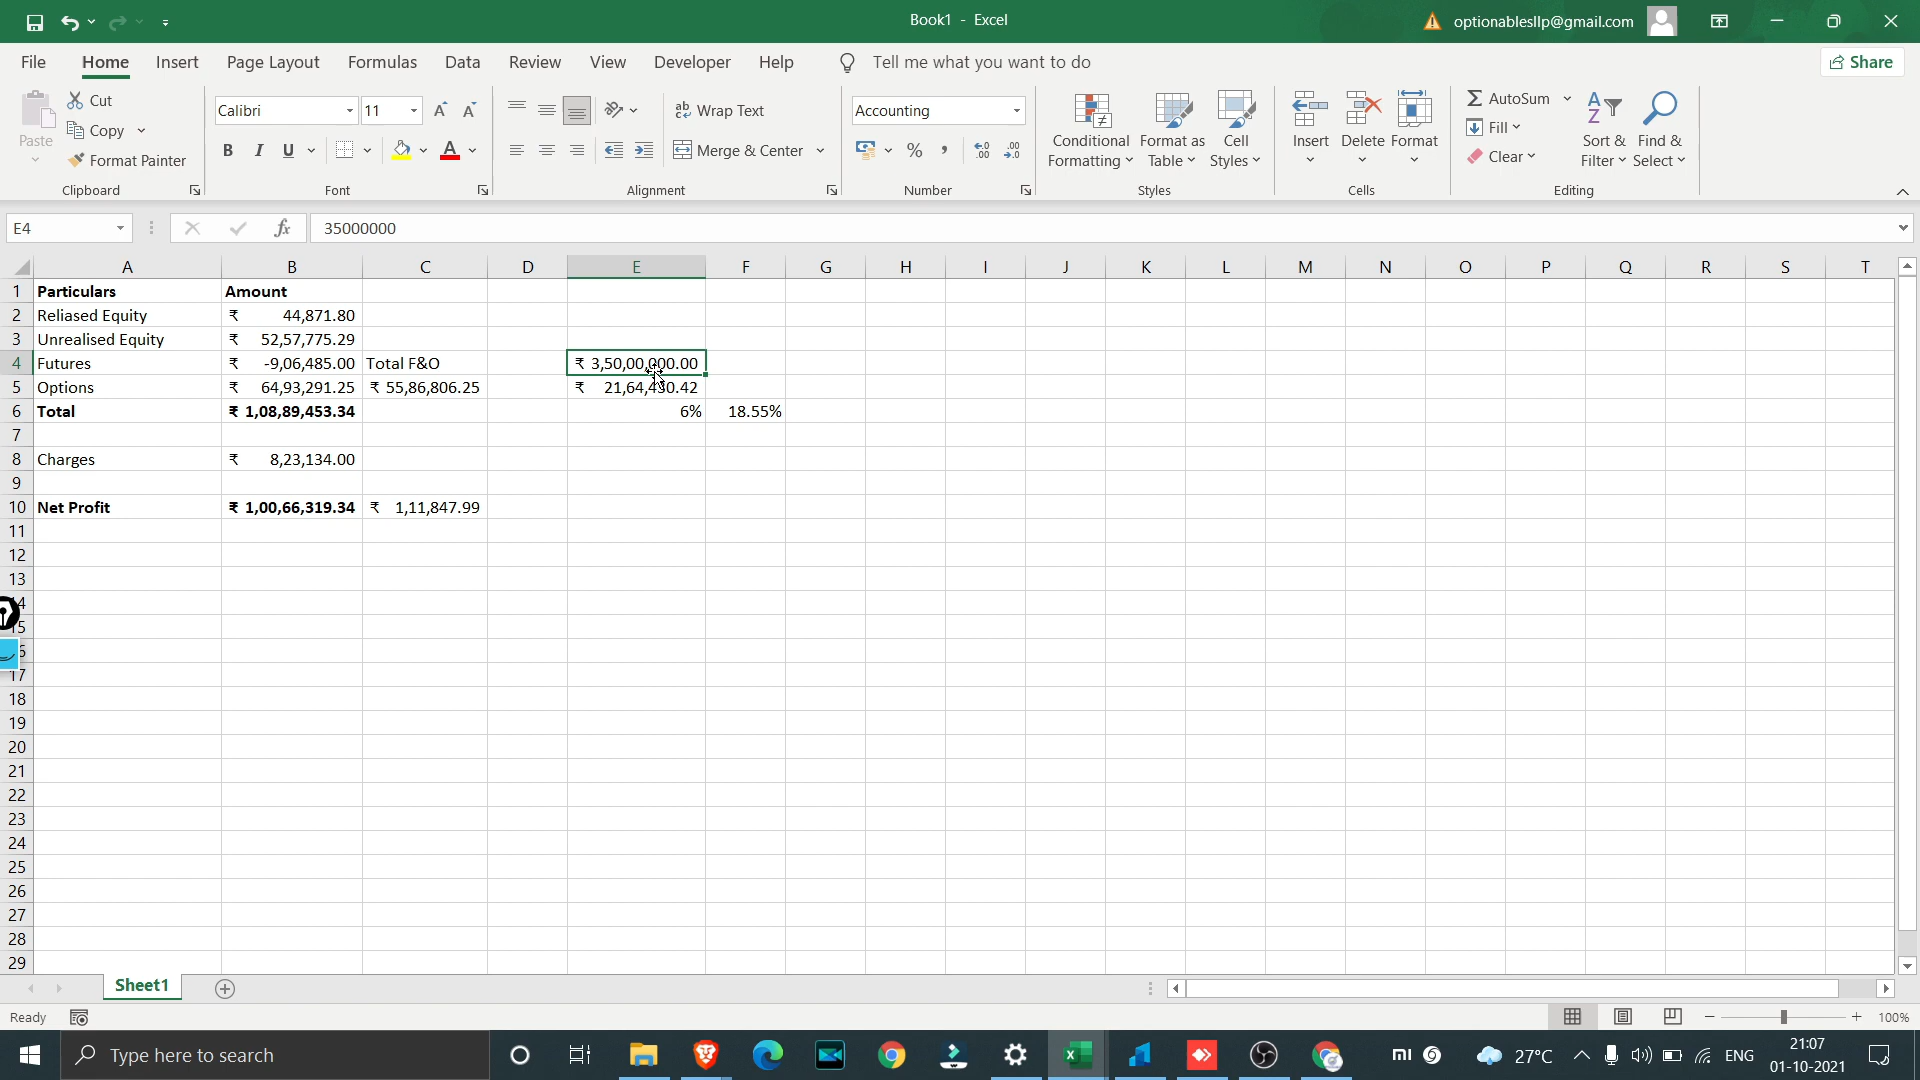 Book1 - Excel
optionablesllp@gmail.com
File Home Insert Page Layout Formulas Data Review View Developer Help Tell me what you want to do Share
Paste
Cut
Copy
Format Painter
Clipboard
Calibri 11
B I U A
Font
ab Wrap Text
Merge & Center
Alignment
Accounting
% ,
Number
Conditional Formatting
Format as Table
Cell Styles
Styles
Insert Delete Format
Cells
AutoSum
Fill
Clear
Sort & Filter
Find & Select
Editing
E4 fx 35000000
A B C D E F G H I J K L M N O P Q R S T
1 Particulars Amount
2 Reliased Equity ₹ 44,871.80
3 Unrealised Equity ₹ 52,57,775.29
4 Futures ₹ -9,06,485.00 Total F&O ₹ 3,50,00,000.00
5 Options ₹ 64,93,291.25 ₹ 55,86,806.25 ₹ 21,64,430.42
6 Total ₹ 1,08,89,453.34 6% 18.55%
7
8 Charges ₹ 8,23,134.00
9
10 Net Profit ₹ 1,00,66,319.34 ₹ 1,11,847.99
11
12
13
14
15
16
17
18
19
20
21
22
23
24
25
26
27
28
29
Sheet1
Ready 100%
Type here to search
27°C ENG
21:07
01-10-2021